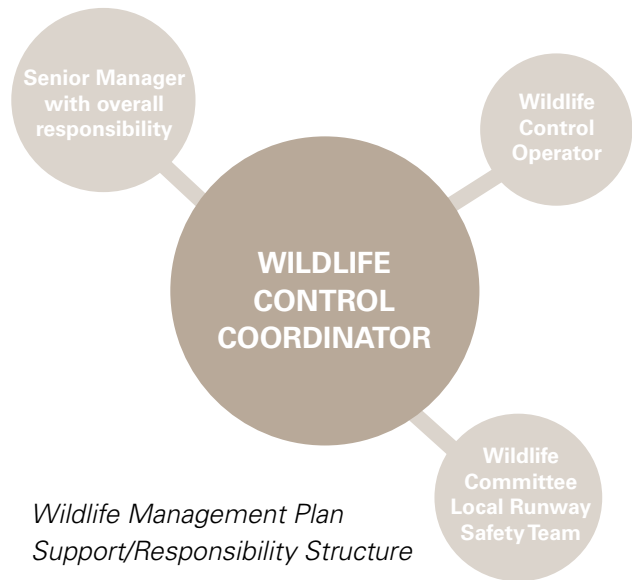 Senior Manager
with overall
responsibility
Wildlife
Control
Operator
WILDLIFE
CONTROL
COORDINATOR
Wildlife
Committee
Local Runway
Safety Team
Wildlife Management Plan
Support/Responsibility Structure